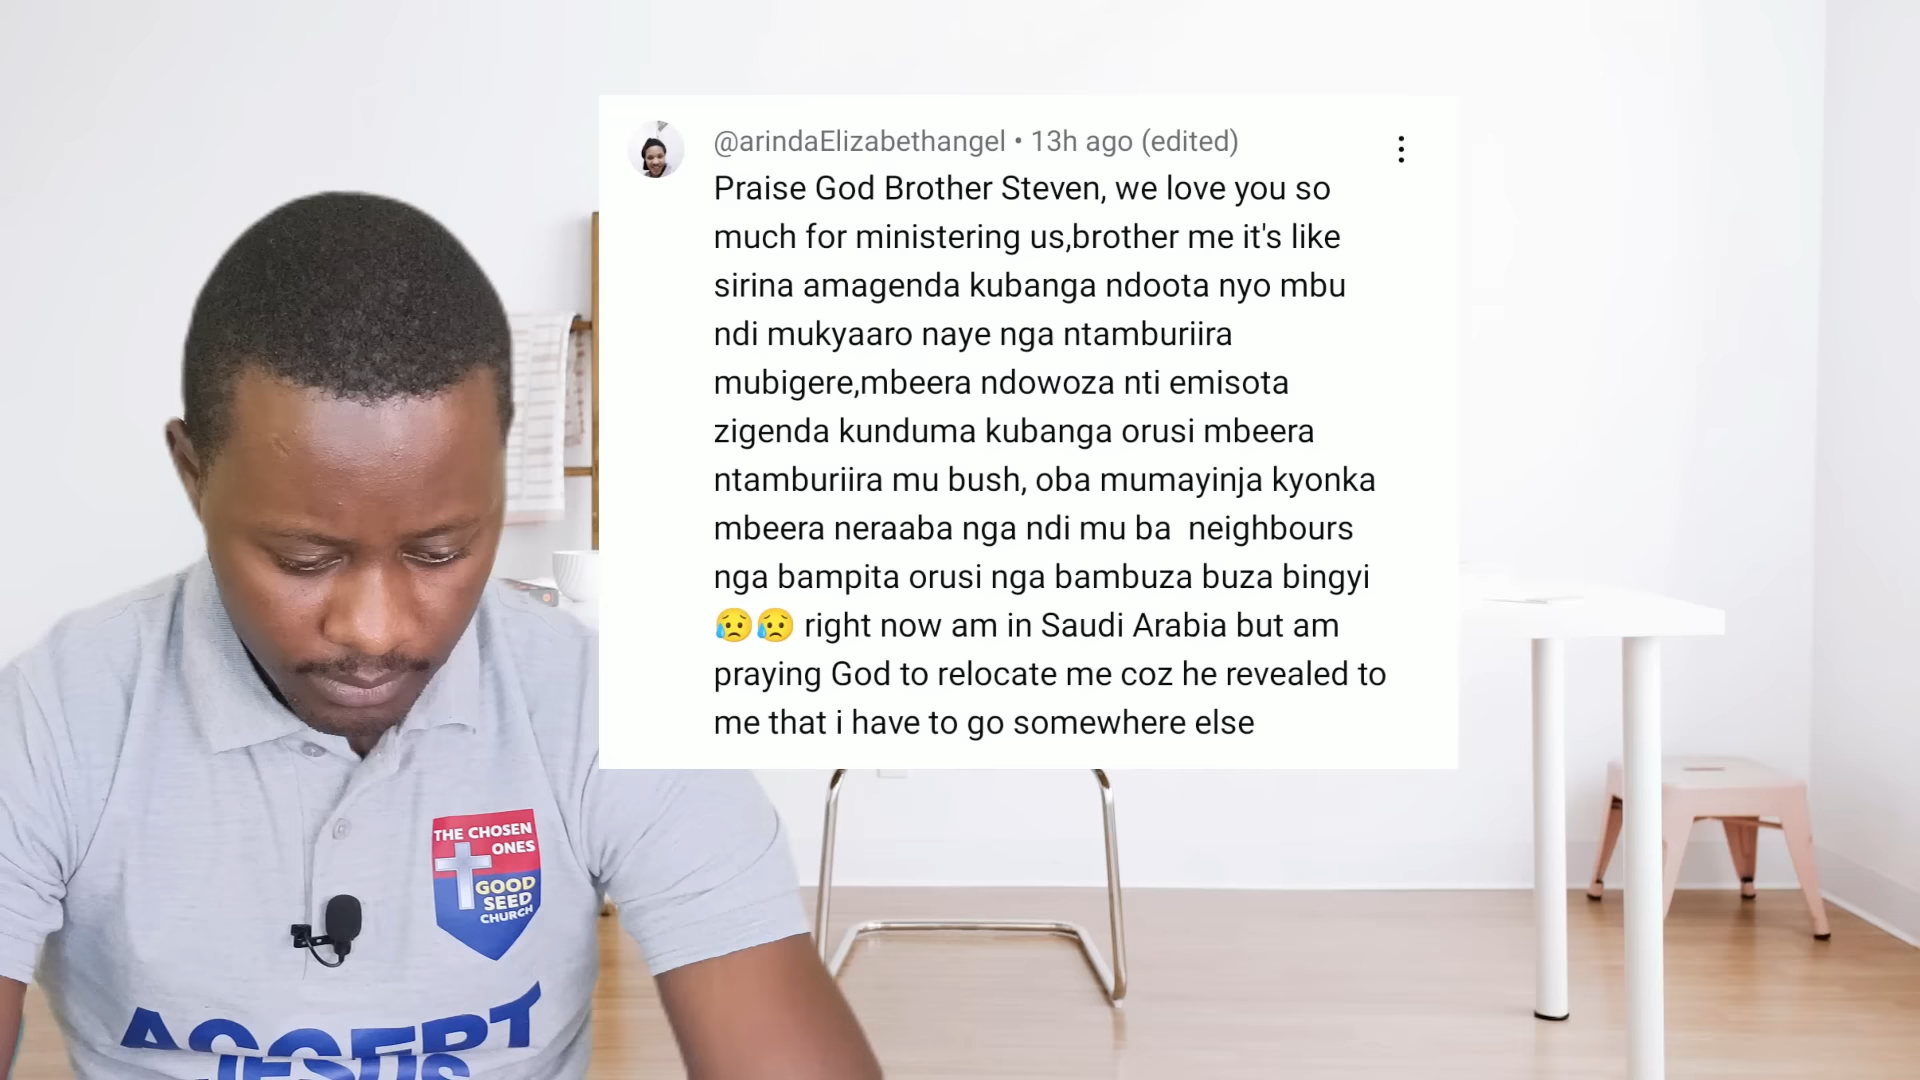 @arindaElizabethangel • 13h ago (edited)
Praise God Brother Steven, we love you so
much for ministering us,brother me it's like
sirina amagenda kubanga ndoota nyo mbu
ndi mukyaaro naye nga ntamburiira
mubigere,mbeera ndowoza nti emisota
zigenda kunduma kubanga orusi mbeera
ntamburiira mu bush, oba mumayinja kyonka
mbeera neraaba nga ndi mu ba  neighbours
nga bampita orusi nga bambuza buza bingyi
😥😥 right now am in Saudi Arabia but am
praying God to relocate me coz he revealed to
me that i have to go somewhere else
THE CHOSEN
ONES
GOOD
SEED
CHURCH
ACCEPT
JESUS